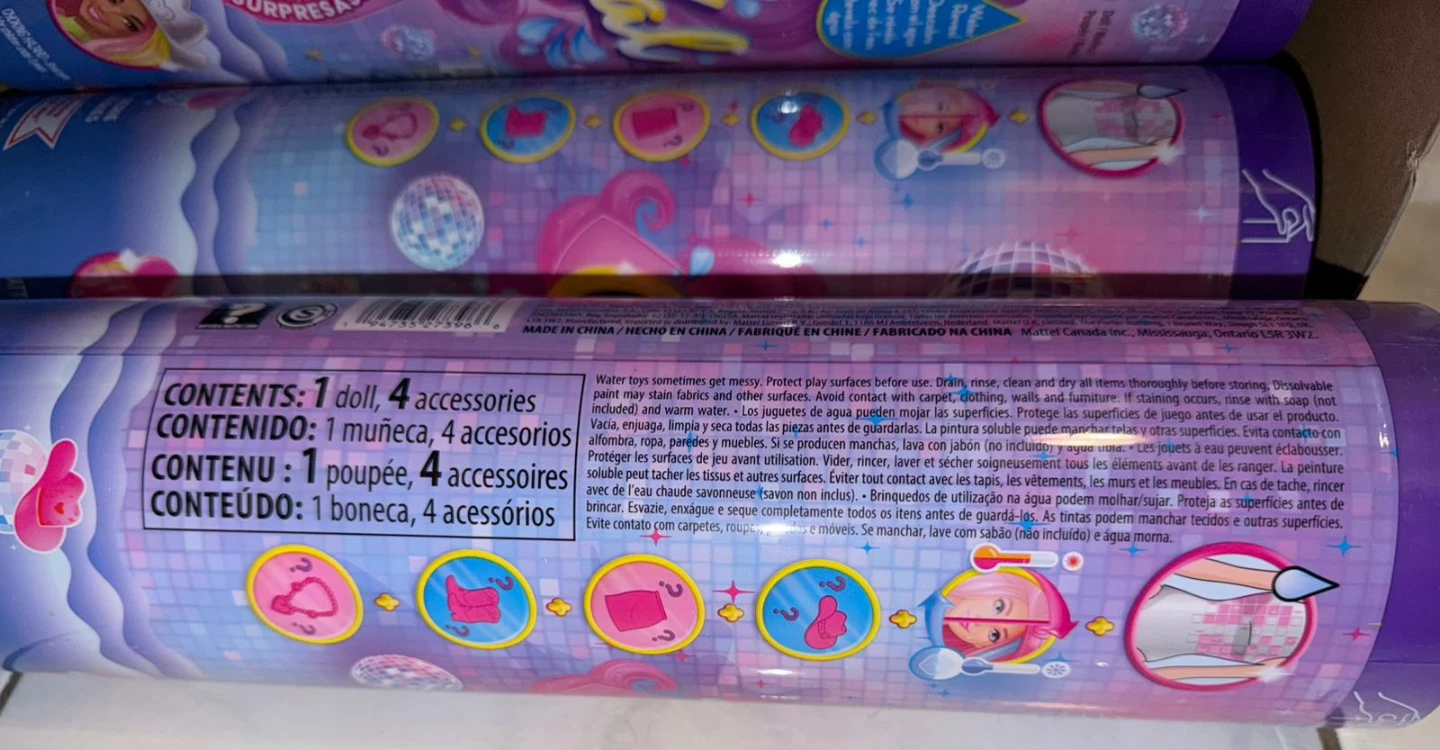 SURPRESAS
MADE IN CHINA / HECHO EN CHINA / FABRIQUÉ EN CHINE / FABRICADO NA CHINA Mattel Canada Inc., Mississauga, Ontario L5R 3W2.
CONTENTS: 1 doll, 4 accessories
CONTENIDO: 1 muñeca, 4 accesorios
CONTENU : 1 poupée, 4 accessoires
CONTEÚDO: 1 boneca, 4 acessórios
Water toys sometimes get messy. Protect play surfaces before use. Drain, rinse, clean and dry all items thoroughly before storing. Dissolvable
paint may stain fabrics and other surfaces. Avoid contact with carpet, clothing, walls and furniture. If staining occurs, rinse with soap (not
included) and warm water. • Los juguetes de agua pueden mojar las superficies. Protege las superficies de juego antes de usar el producto.
Vacía, enjuaga, limpia y seca todas las piezas antes de guardarlas. La pintura soluble puede manchar telas y otras superficies. Evita contacto con
alfombra, ropa, paredes y muebles. Si se producen manchas, lava con jabón (no incluido) y agua tibia. • Les jouets à eau peuvent éclabousser.
Protéger les surfaces de jeu avant utilisation. Vider, rincer, laver et sécher soigneusement tous les éléments avant de les ranger. La peinture
soluble peut tacher les tissus et autres surfaces. Éviter tout contact avec les tapis, les vêtements, les murs et les meubles. En cas de tache, rincer
avec de l'eau chaude savonneuse (savon non inclus). • Brinquedos de utilização na água podem molhar/sujar. Proteja as superfícies antes de
brincar. Esvazie, enxágue e seque completamente todos os itens antes de guardá-los. As tintas podem manchar tecidos e outras superfícies.
Evite contato com carpetes, e móveis. Se manchar, lave com sabão (não incluído) e água morna.